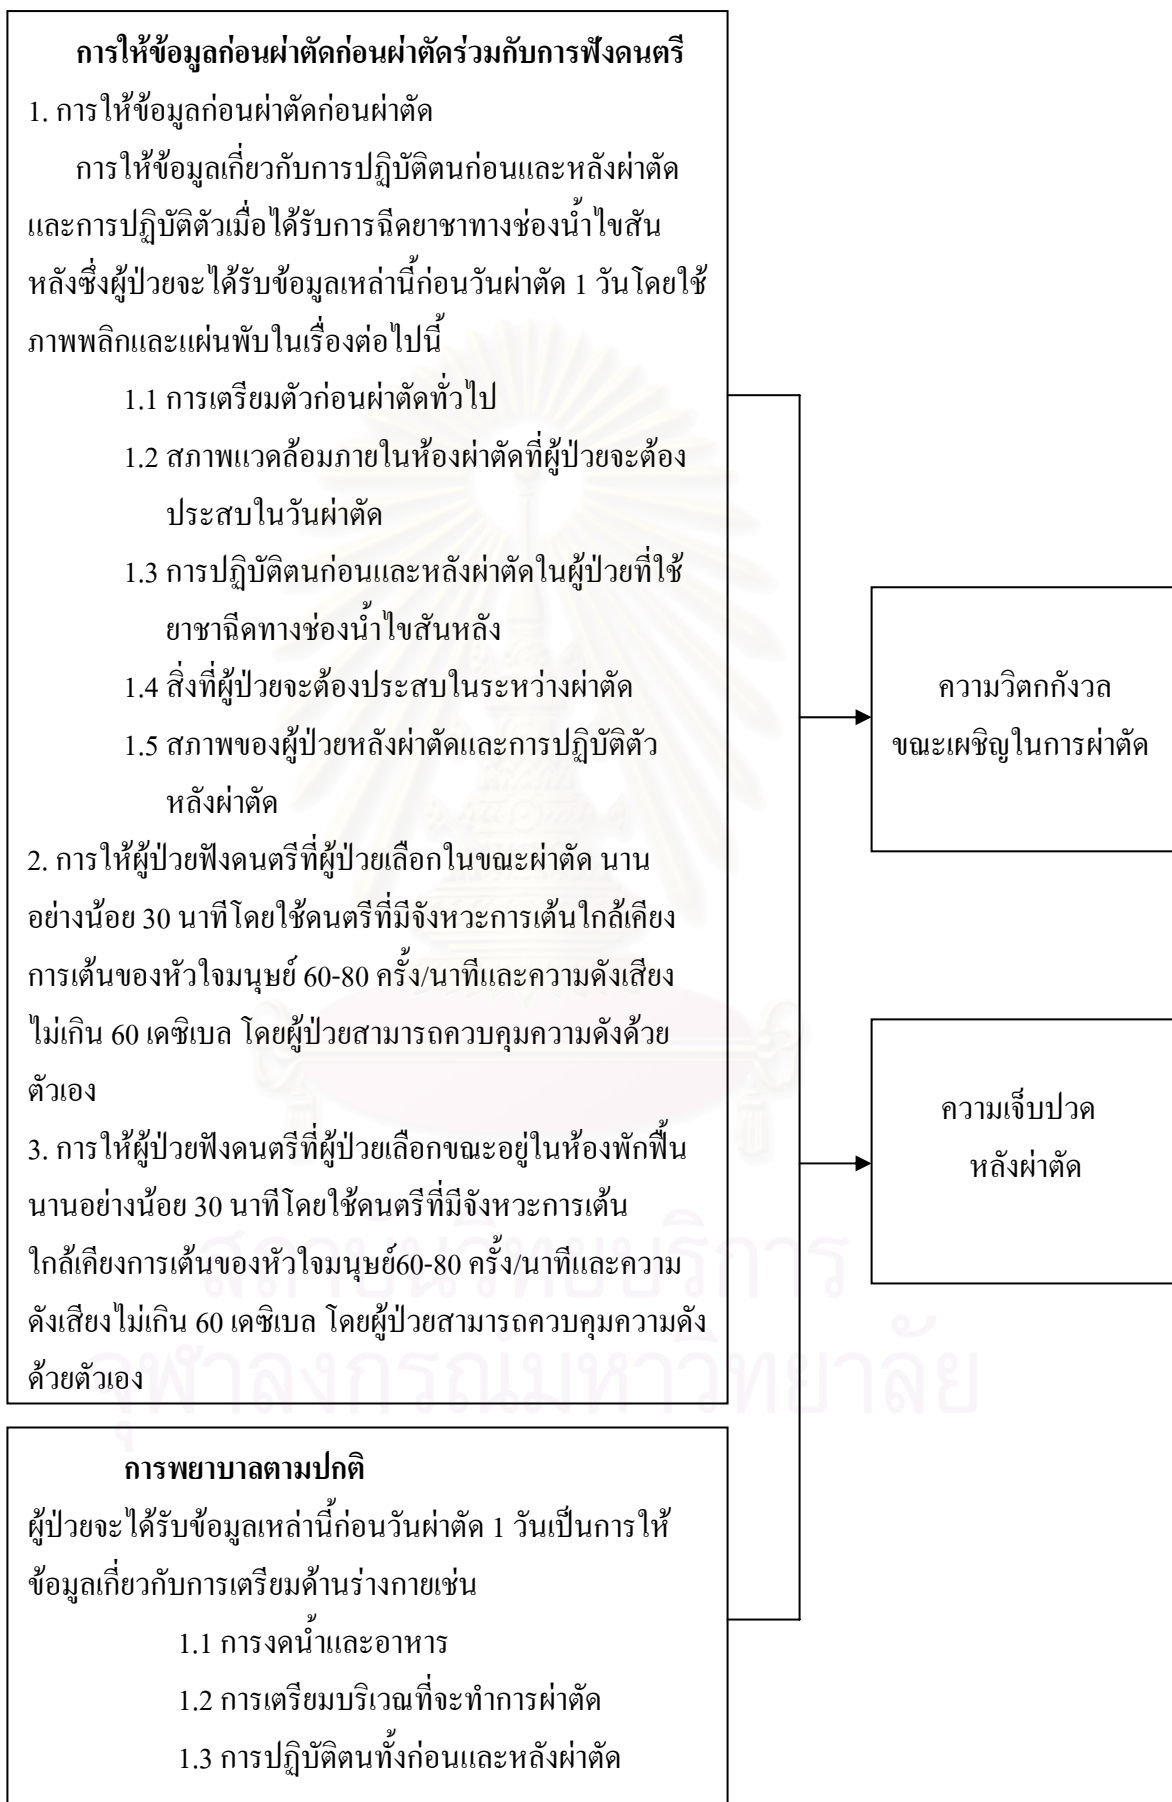 การให้ข้อมูลก่อนผ่าตัดก่อนผ่าตัดร่วมกับการฟังดนตรี
1. การให้ข้อมูลก่อนผ่าตัดก่อนผ่าตัด
การให้ข้อมูลเกี่ยวกับการปฏิบัติตนก่อนและหลังผ่าตัด
และการปฏิบัติตัวเมื่อได้รับการฉีดยาชาทางช่องน้ำไขสัน
หลังซึ่งผู้ป่วยจะได้รับข้อมูลเหล่านี้ก่อนวันผ่าตัด 1 วันโดยใช้
ภาพพลิกและแผ่นพับในเรื่องต่อไปนี้
1.1 การเตรียมตัวก่อนผ่าตัดทั่วไป
1.2 สภาพแวดล้อมภายในห้องผ่าตัดที่ผู้ป่วยจะต้อง
ประสบในวันผ่าตัด
1.3 การปฏิบัติตนก่อนและหลังผ่าตัดในผู้ป่วยที่ใช้
ยาชาฉีดทางช่องน้ำไขสันหลัง
1.4 สิ่งที่ผู้ป่วยจะต้องประสบในระหว่างผ่าตัด
1.5 สภาพของผู้ป่วยหลังผ่าตัดและการปฏิบัติตัว
หลังผ่าตัด
2. การให้ผู้ป่วยฟังดนตรีที่ผู้ป่วยเลือกในขณะผ่าตัด นาน
อย่างน้อย 30 นาทีโดยใช้ดนตรีที่มีจังหวะการเต้นใกล้เคียง
การเต้นของหัวใจมนุษย์ 60-80 ครั้ง/นาทีและความดังเสียง
ไม่เกิน 60 เดซิเบล โดยผู้ป่วยสามารถควบคุมความดังด้วย
ตัวเอง
3. การให้ผู้ป่วยฟังดนตรีที่ผู้ป่วยเลือกขณะอยู่ในห้องพักฟื้น
นานอย่างน้อย 30 นาทีโดยใช้ดนตรีที่มีจังหวะการเต้น
ใกล้เคียงการเต้นของหัวใจมนุษย์60-80 ครั้ง/นาทีและความ
ดังเสียงไม่เกิน 60 เดซิเบล โดยผู้ป่วยสามารถควบคุมความดัง
ด้วยตัวเอง
การพยาบาลตามปกติ
ผู้ป่วยจะได้รับข้อมูลเหล่านี้ก่อนวันผ่าตัด 1 วันเป็นการให้
ข้อมูลเกี่ยวกับการเตรียมด้านร่างกายเช่น
1.1 การงดน้ำและอาหาร
1.2 การเตรียมบริเวณที่จะทำการผ่าตัด
1.3 การปฏิบัติตนทั้งก่อนและหลังผ่าตัด
ความวิตกกังวล
ขณะเผชิญในการผ่าตัด
ความเจ็บปวด
หลังผ่าตัด
สถาบันวิทยบริการ
จุฬาลงกรณ์มหาวิทยาลัย